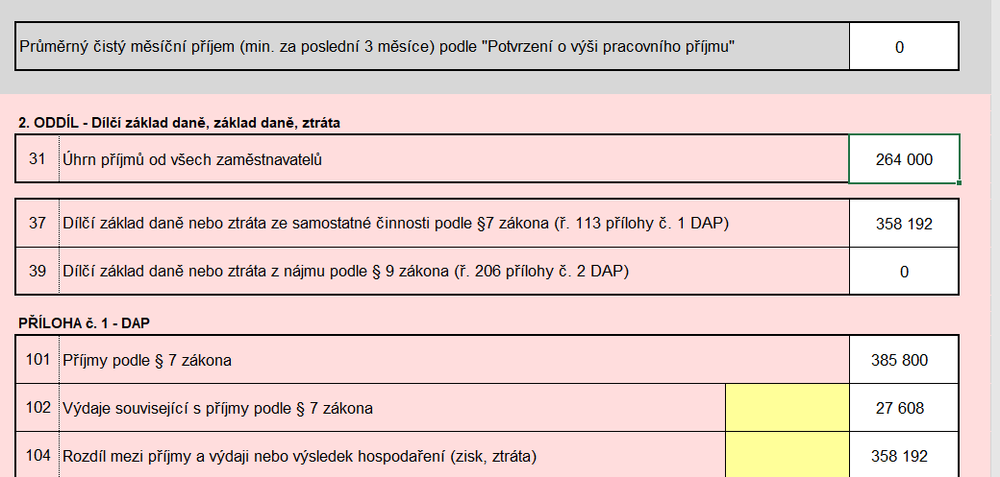 Průměrný čistý měsíční příjem (min. za poslední 3 měsíce) podle "Potvrzení o výši pracovního příjmu" 0
2. ODDÍL - Dílčí základ daně, základ daně, ztráta
31 Úhrn příjmů od všech zaměstnavatelů 264 000
37 Dílčí základ daně nebo ztráta ze samostatné činnosti podle §7 zákona (ř. 113 přílohy č. 1 DAP) 358 192
39 Dílčí základ daně nebo ztráta z nájmu podle § 9 zákona (ř. 206 přílohy č. 2 DAP) 0
PŘÍLOHA č. 1 - DAP
101 Příjmy podle § 7 zákona 385 800
102 Výdaje související s příjmy podle § 7 zákona 27 608
104 Rozdíl mezi příjmy a výdaji nebo výsledek hospodaření (zisk, ztráta) 358 192